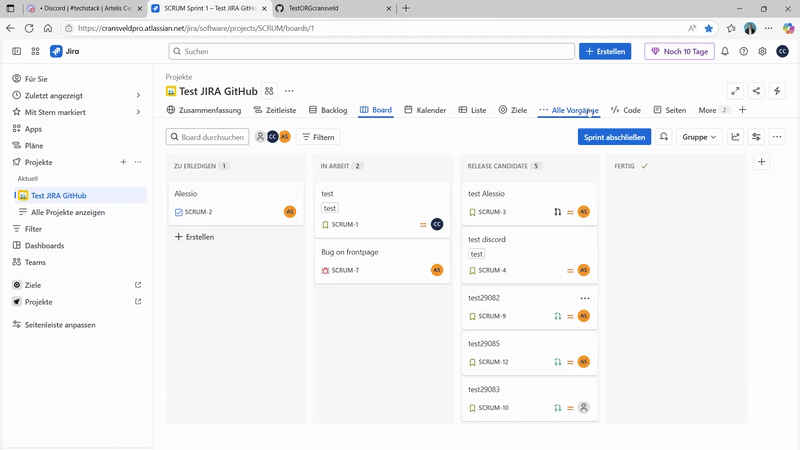 • Discord | #techstack | Artelis Cen
SCRUM Sprint 1 – Test JIRA GitHu
TestORGcransveld
https://cransveldpro.atlassian.net/jira/software/projects/SCRUM/boards/1
Jira
Suchen
Erstellen
Noch 10 Tage
CC
Für Sie
Zuletzt angezeigt
Mit Stern markiert
Apps
Pläne
Projekte
Aktuell
Test JIRA GitHub
Alle Projekte anzeigen
Filter
Dashboards
Teams
Ziele
Projekte
Seitenleiste anpassen
Projekte
Test JIRA GitHub
Zusammenfassung
Zeitleiste
Backlog
Board
Kalender
Liste
Ziele
Alle Vorgänge
Code
Seiten
More 2
Board durchsuchen
CC
AS
Filtern
Sprint abschließen
Gruppe
ZU ERLEDIGEN 1
Alessio
SCRUM-2
AS
Erstellen
IN ARBEIT 2
test
test
SCRUM-1
CC
Bug on frontpage
SCRUM-7
AS
RELEASE CANDIDATE 5
test Alessio
SCRUM-3
AS
test discord
test
SCRUM-4
AS
test29082
SCRUM-9
AS
test29085
SCRUM-12
AS
test29083
SCRUM-10
FERTIG